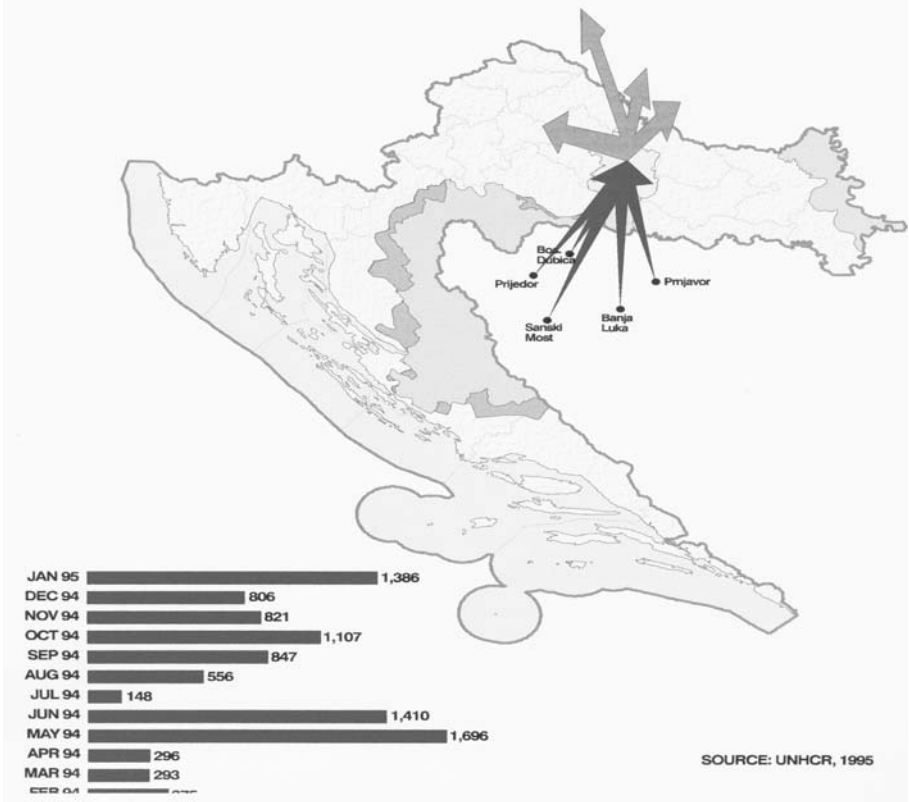 Bos.
Dubica
Prijedor
Prnjavor
Sanski
Most
Banja
Luka
JAN 95 1,386
DEC 94 806
NOV 94 821
OCT 94 1,107
SEP 94 847
AUG 94 556
JUL 94 148
JUN 94 1,410
MAY 94 1,696
APR 94 296
MAR 94 293
FEB 94
SOURCE: UNHCR, 1995